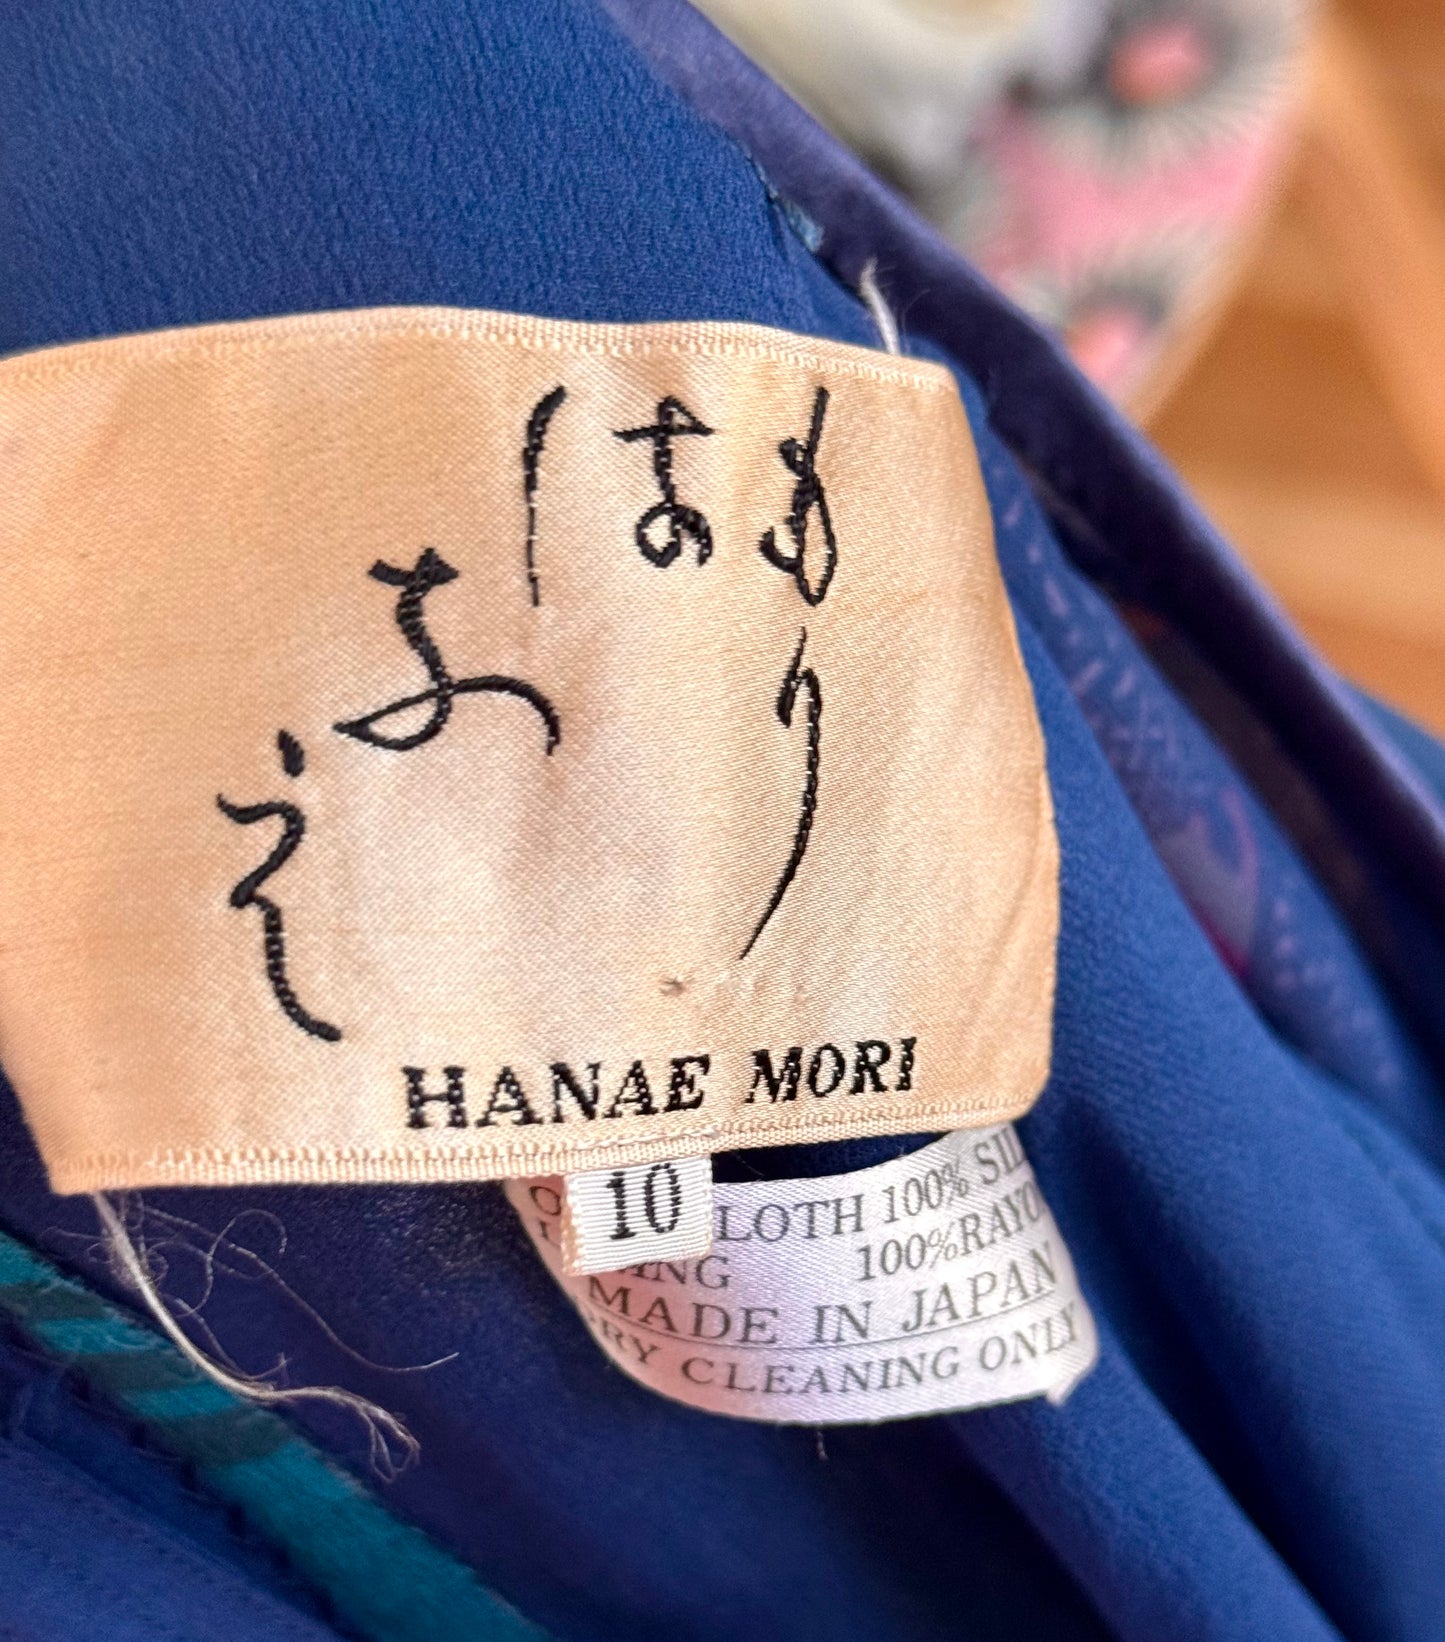 もり
はなえ
HANAE MORI
10
LOTH 100% SIL
NG 100%RAYO
MADE IN JAPAN
RY CLEANING ONLY